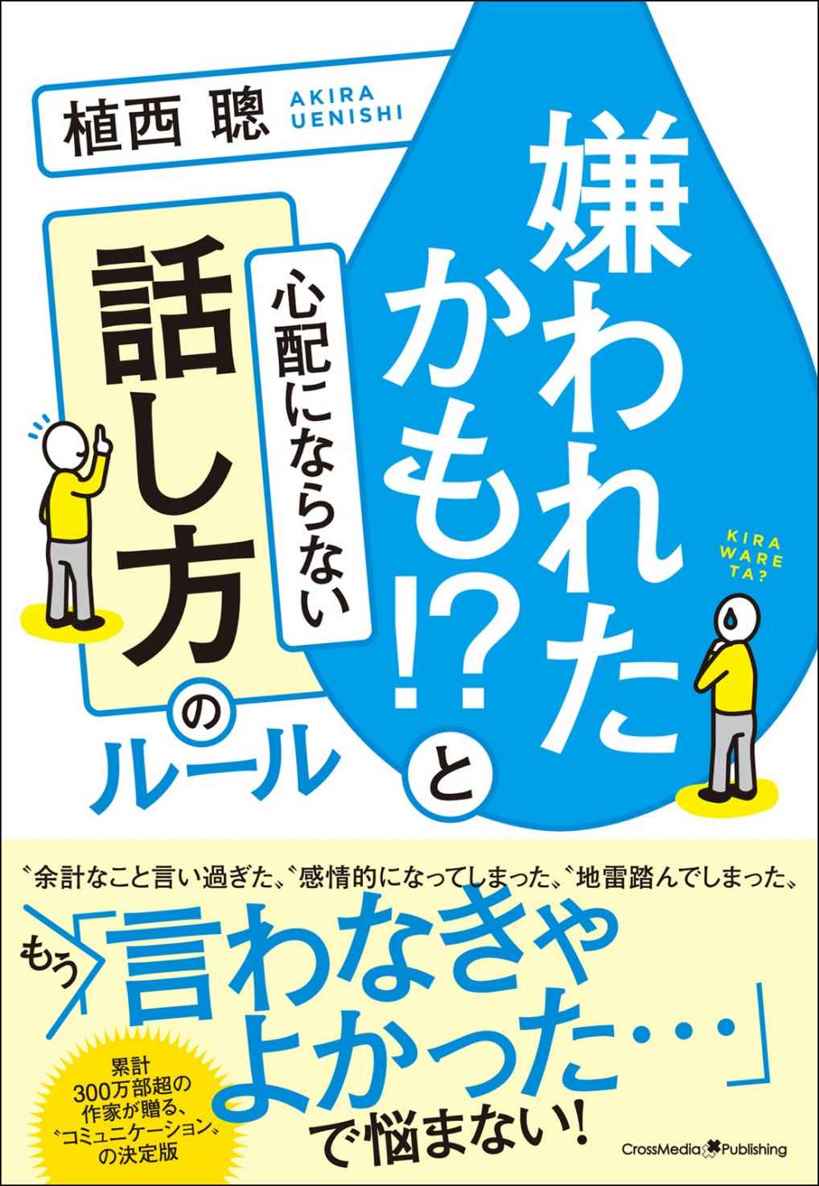 植西 聰
AKIRA
UENISHI
嫌われた
かも!?
と
心配にならない
話し方
の
ルール
KIRA
WARE
TA?
〝余計なこと言い過ぎた〟〝感情的になってしまった〟〝地雷踏んでしまった〟
もう
「言わなきゃ
よかった…」
で悩まない!
累計
300万部超の
作家が贈る、
〝コミュニケーション〟
の決定版
CrossMedia Publishing